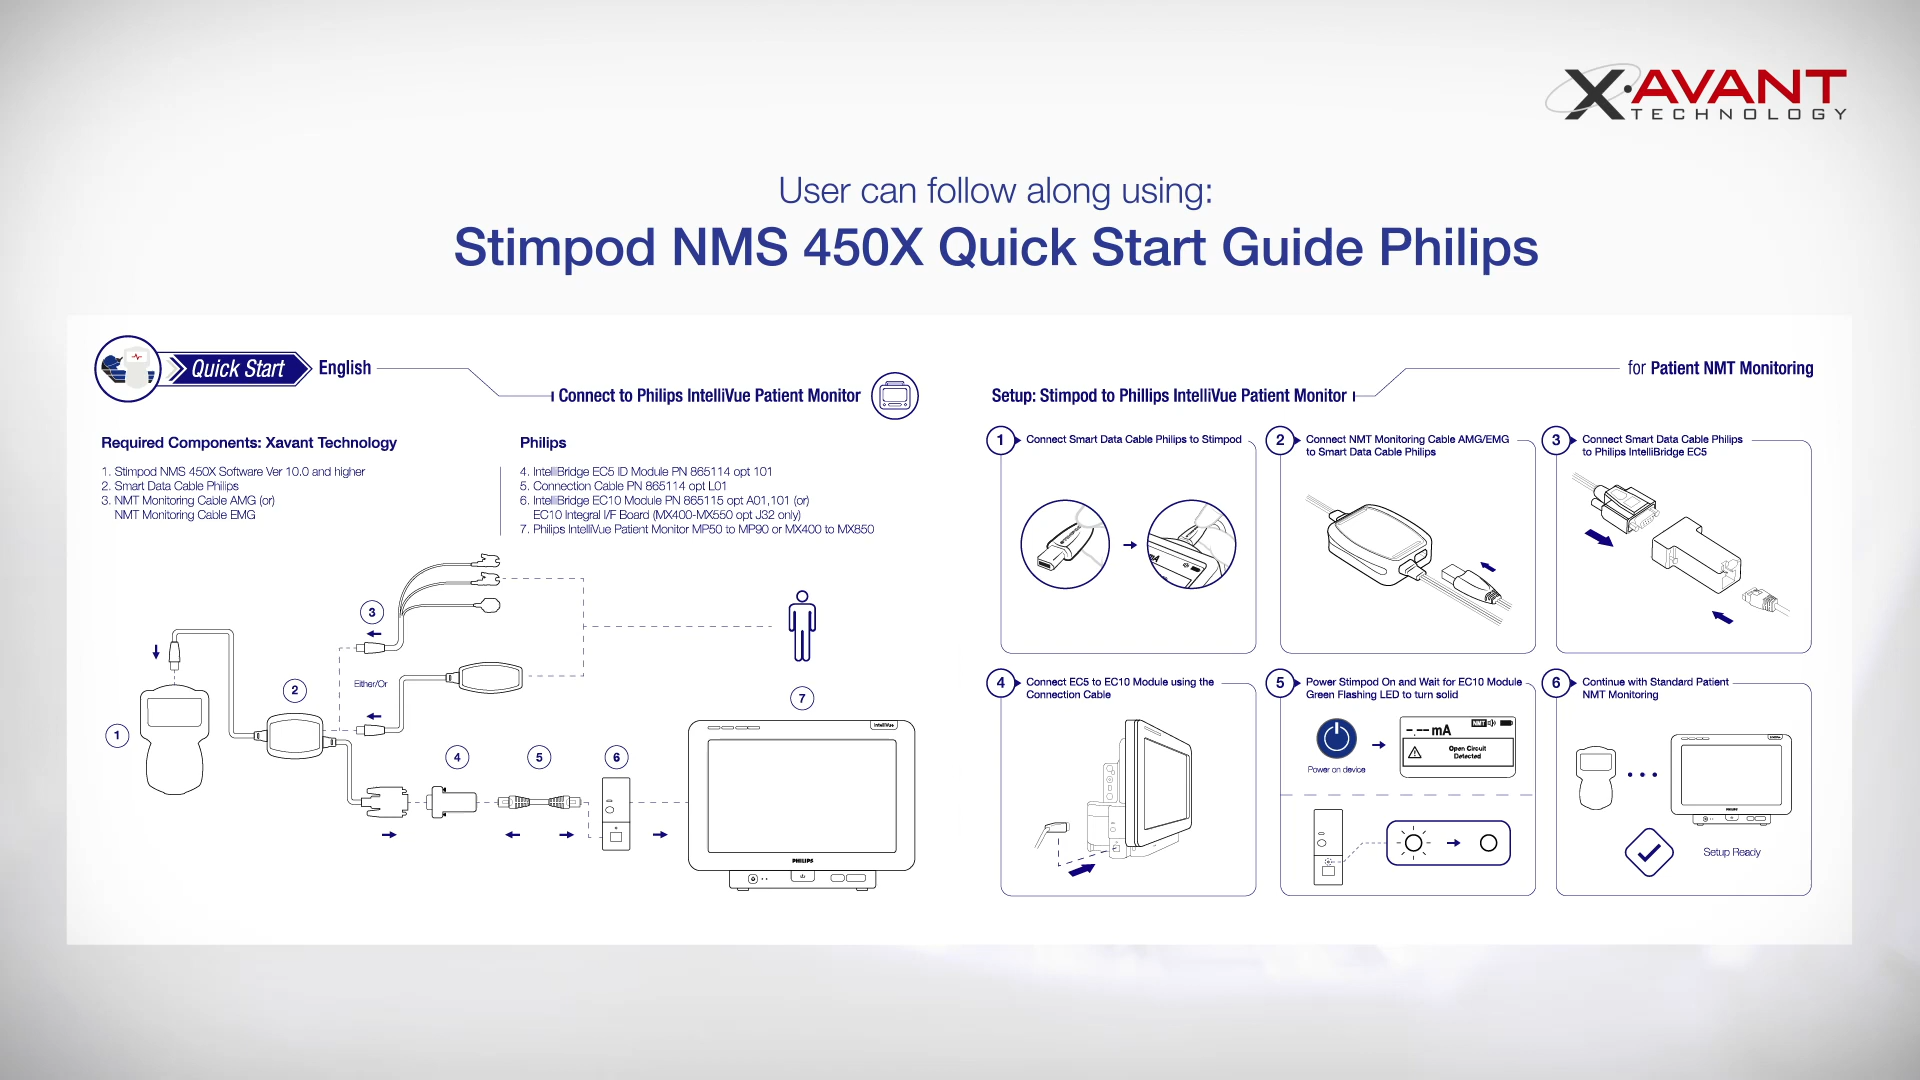 X·AVANT
TECHNOLOGY
User can follow along using:
Stimpod NMS 450X Quick Start Guide Philips
Quick Start
English
Connect to Philips IntelliVue Patient Monitor
Required Components: Xavant Technology
1. Stimpod NMS 450X Software Ver 10.0 and higher
2. Smart Data Cable Philips
3. NMT Monitoring Cable AMG (or)
NMT Monitoring Cable EMG
Philips
4. IntelliBridge EC5 ID Module PN 865114 opt 101
5. Connection Cable PN 865114 opt L01
6. IntelliBridge EC10 Module PN 865115 opt A01,101 (or)
EC10 Integral I/F Board (MX400-MX550 opt J32 only)
7. Philips IntelliVue Patient Monitor MP50 to MP90 or MX400 to MX850
1
2
3
Either/Or
4
5
6
7
IntelliVue
PHILIPS
for Patient NMT Monitoring
Setup: Stimpod to Phillips IntelliVue Patient Monitor
1
Connect Smart Data Cable Philips to Stimpod
mA
2
Connect NMT Monitoring Cable AMG/EMG
to Smart Data Cable Philips
3
Connect Smart Data Cable Philips
to Philips IntelliBridge EC5
4
Connect EC5 to EC10 Module using the
Connection Cable
5
Power Stimpod On and Wait for EC10 Module
Green Flashing LED to turn solid
Power on device
-.-- mA
NMT
Open Circuit
Detected
6
Continue with Standard Patient
NMT Monitoring
PHILIPS
Setup Ready